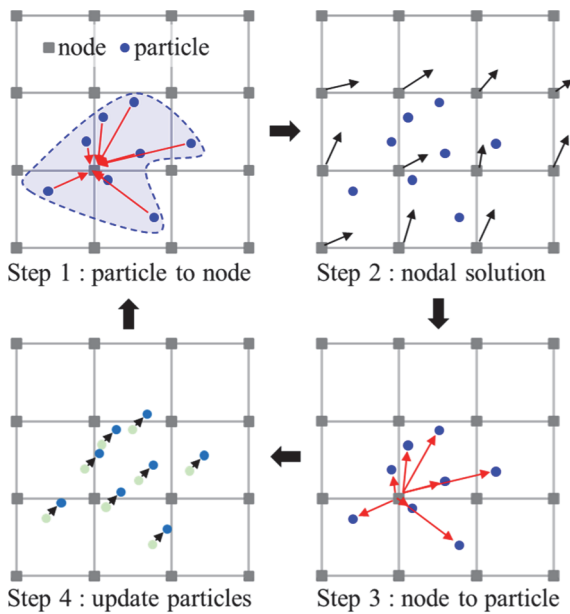 node particle
Step 1 : particle to node
Step 2 : nodal solution
Step 4 : update particles
Step 3 : node to particle